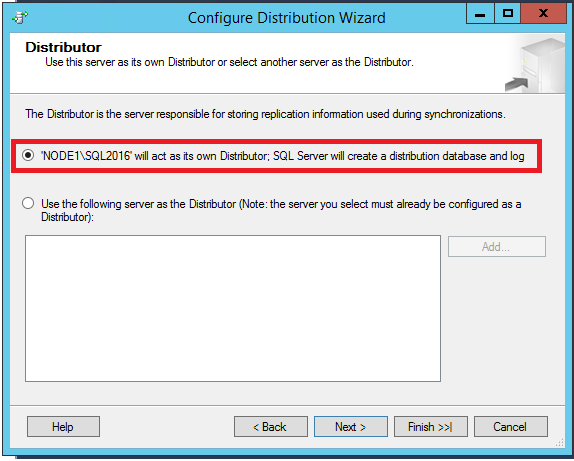 Configure Distribution Wizard
Distributor
Use this server as its own Distributor or select another server as the Distributor.
The Distributor is the server responsible for storing replication information used during synchronizations.
'NODE1\SQL2016' will act as its own Distributor; SQL Server will create a distribution database and log
Use the following server as the Distributor (Note: the server you select must already be configured as a
Distributor):
Add...
Help
< Back
Next >
Finish >>|
Cancel